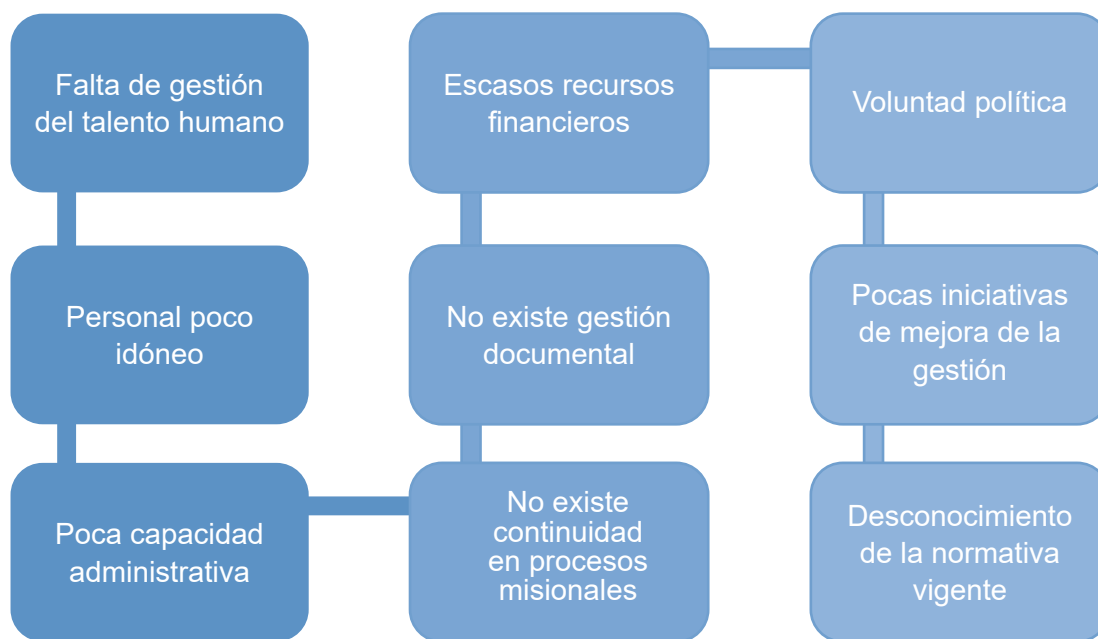 Falta de gestión
del talento humano
Personal poco
idóneo
Poca capacidad
administrativa
No existe
continuidad
en procesos
misionales
No existe gestión
documental
Escasos recursos
financieros
Voluntad política
Pocas iniciativas
de mejora de la
gestión
Desconocimiento
de la normativa
vigente